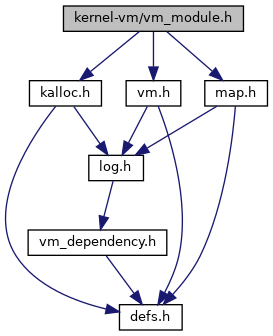 kernel-vm/vm_module.h
kalloc.h
vm.h
map.h
log.h
vm_dependency.h
defs.h